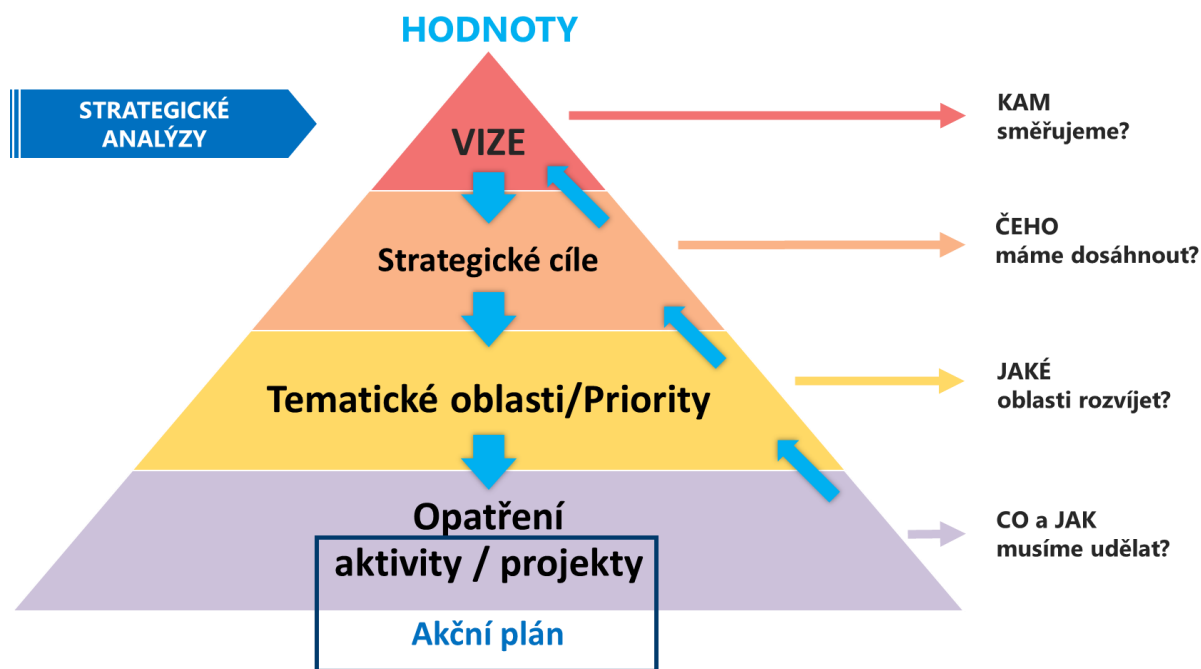 HODNOTY
STRATEGICKÉ
ANALÝZY
VIZE
KAM
směřujeme?
Strategické cíle
ČEHO
máme dosáhnout?
Tematické oblasti/Priority
JAKÉ
oblasti rozvíjet?
Opatření
aktivity / projekty
CO a JAK
musíme udělat?
Akční plán